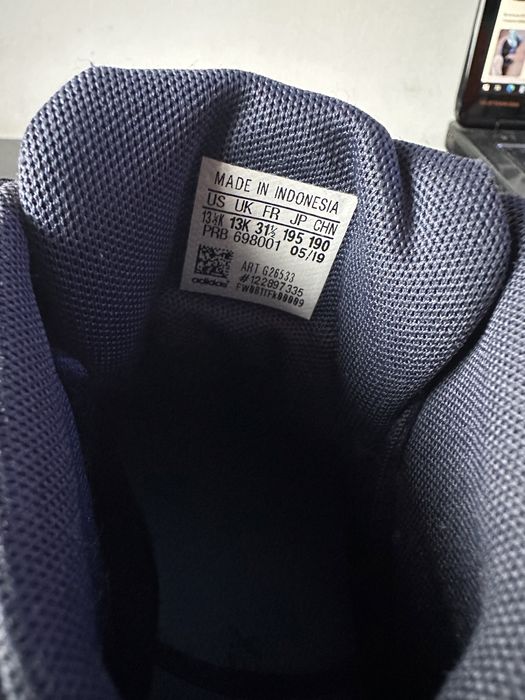 MADE IN INDONESIA
US UK FR JP CHN
13½K 13K 31½ 195 190
PRB 698001 05/19
ART G26533
#122897335
adidas